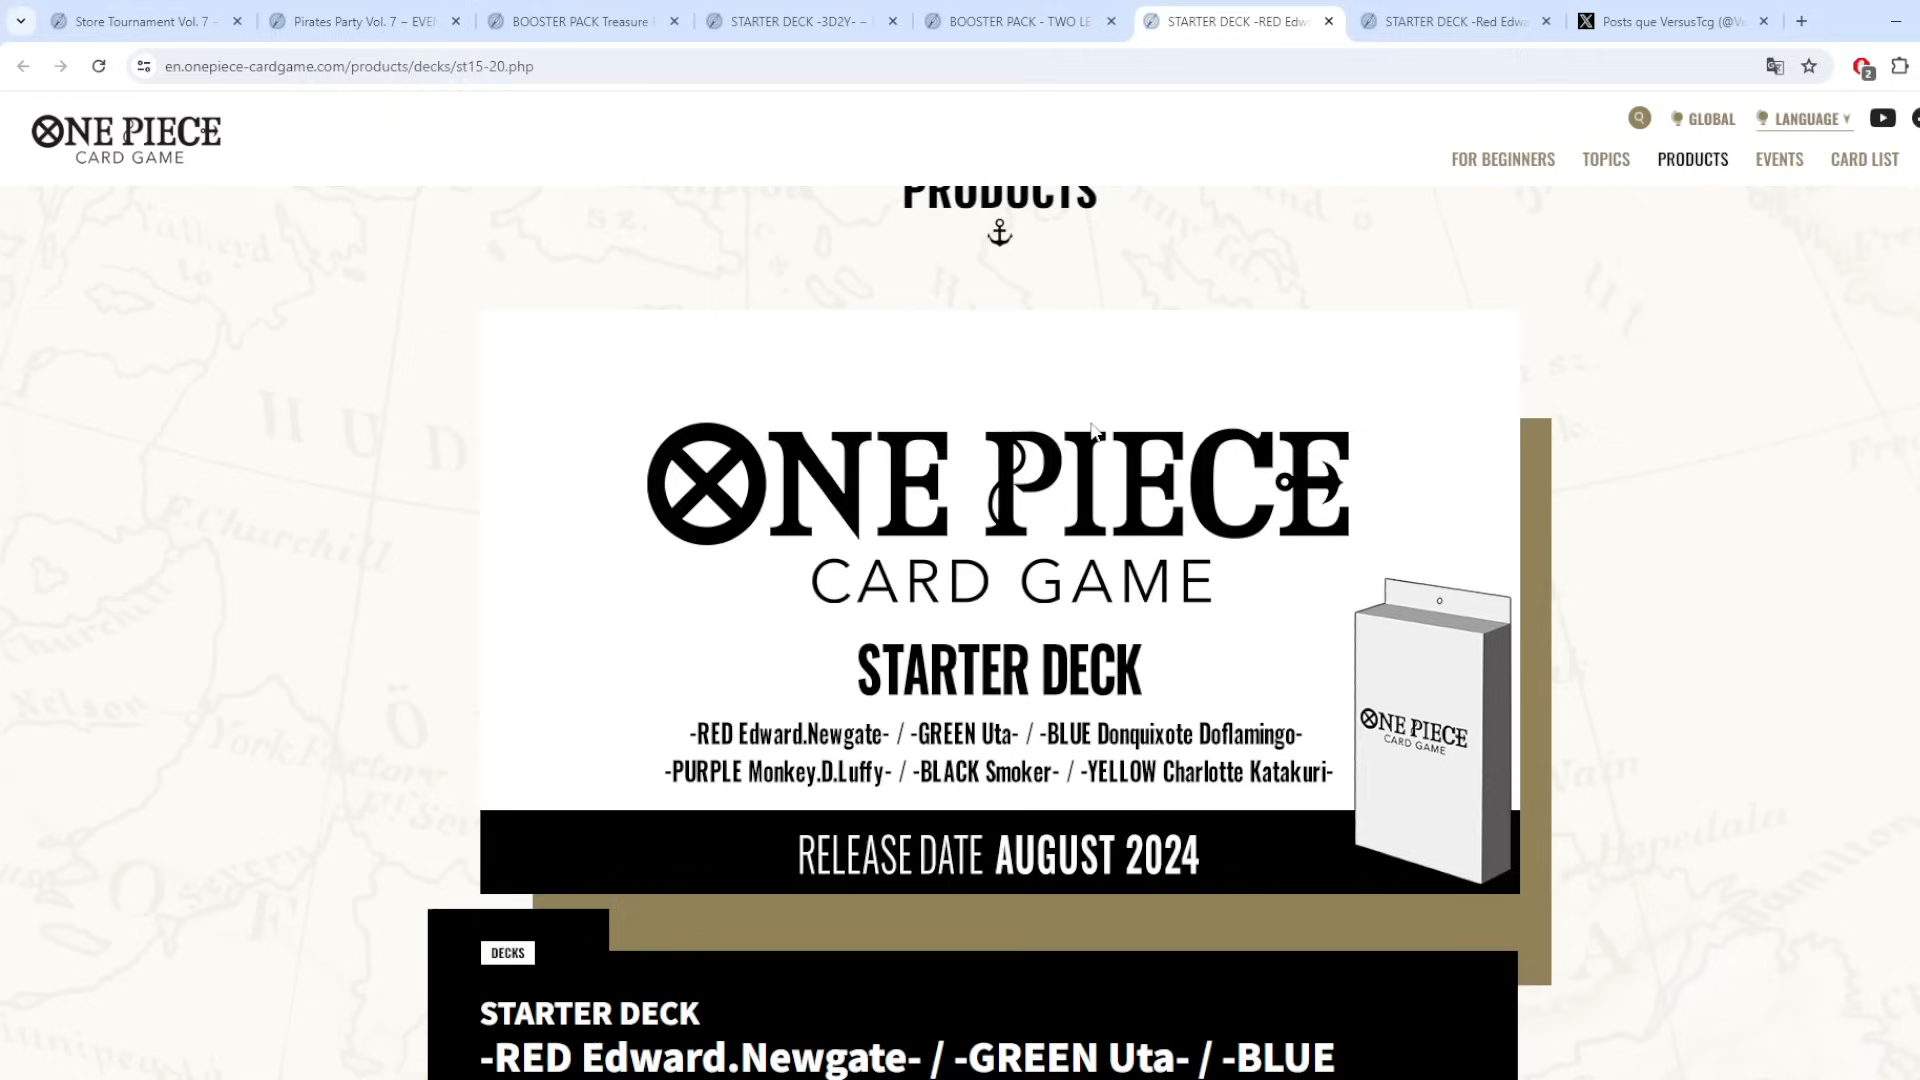 Store Tournament Vol. 7 –
Pirates Party Vol. 7 – EVE
BOOSTER PACK Treasure
STARTER DECK -3D2Y- –
BOOSTER PACK - TWO LE
STARTER DECK -RED Edw
STARTER DECK -Red Edw
Posts que VersusTcg (@Ve
en.onepiece-cardgame.com/products/decks/st15-20.php
2
ONE PIECE
CARD GAME
GLOBAL
LANGUAGE
FOR BEGINNERS
TOPICS
PRODUCTS
EVENTS
CARD LIST
PRODUCTS
ONE PIECE
CARD GAME
STARTER DECK
-RED Edward.Newgate- / -GREEN Uta- / -BLUE Donquixote Doflamingo-
-PURPLE Monkey.D.Luffy- / -BLACK Smoker- / -YELLOW Charlotte Katakuri-
ONE PIECE
CARD GAME
RELEASE DATE AUGUST 2024
DECKS
STARTER DECK
-RED Edward.Newgate- / -GREEN Uta- / -BLUE